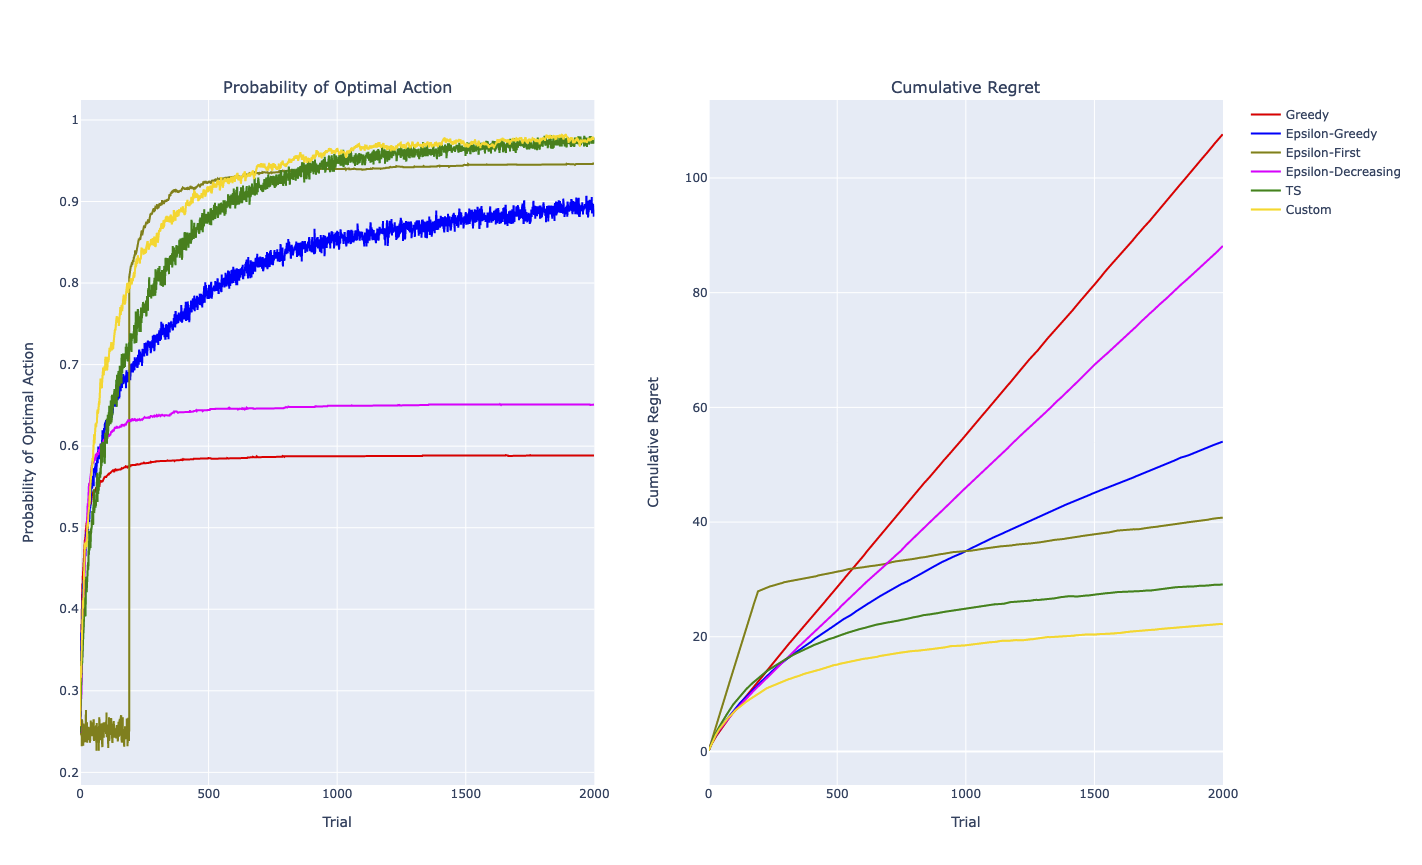 Probability of Optimal Action
Cumulative Regret
Greedy
Epsilon-Greedy
Epsilon-First
Epsilon-Decreasing
TS
Custom
Probability of Optimal Action
1
0.9
0.8
0.7
0.6
0.5
0.4
0.3
0.2
0
500
1000
1500
2000
Trial
Cumulative Regret
100
80
60
40
20
0
0
500
1000
1500
2000
Trial